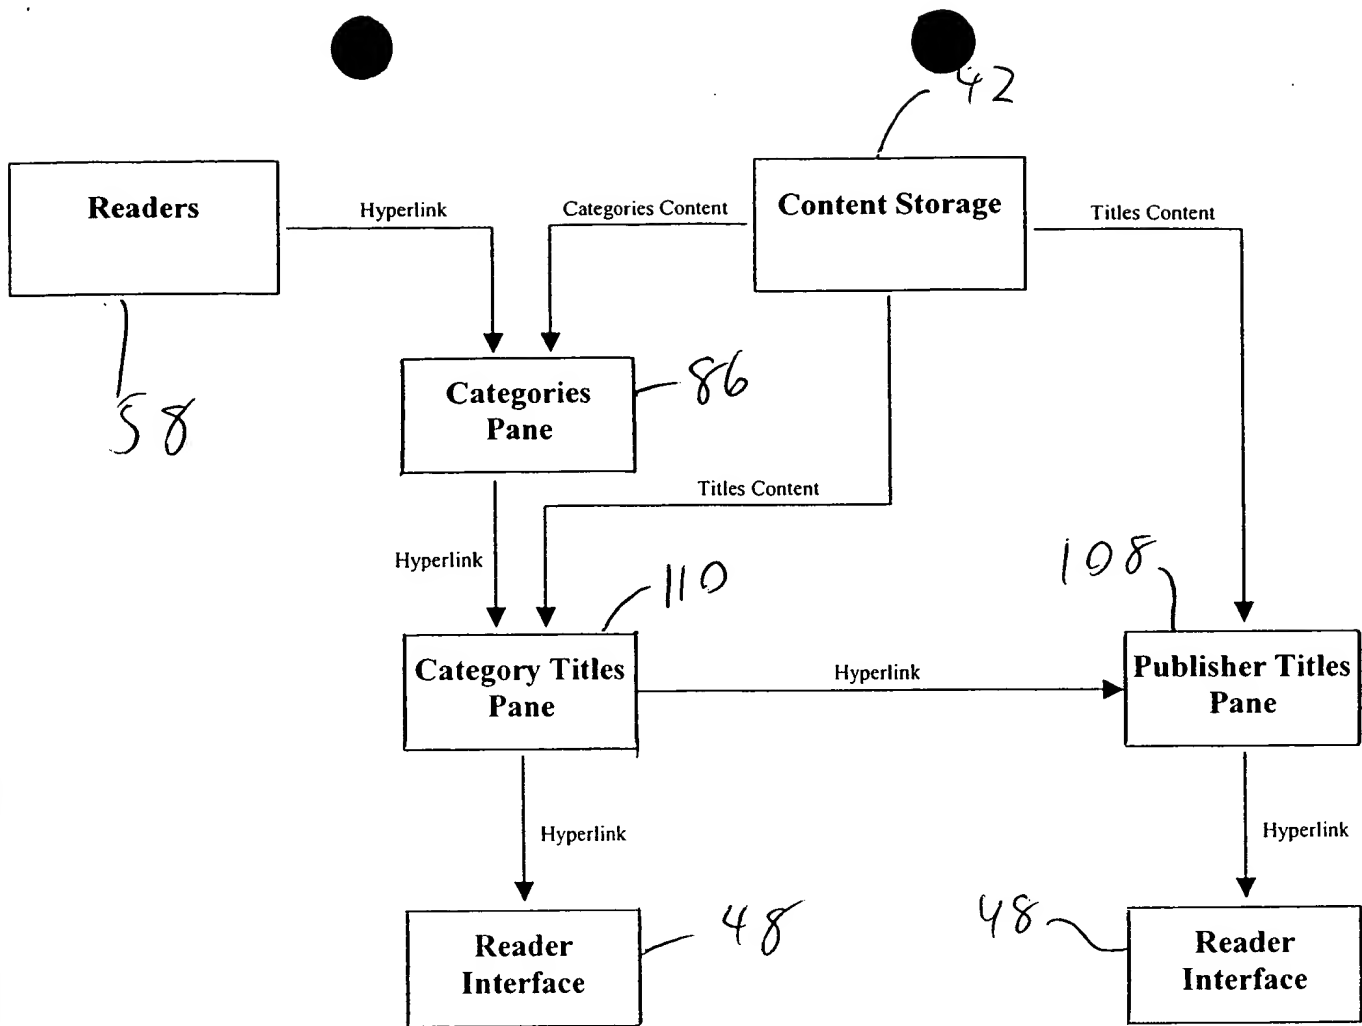 42
Readers
Hyperlink
Categories Content
Content Storage
Titles Content
58
Categories
Pane
86
Titles Content
Hyperlink
110
108
Category Titles
Pane
Hyperlink
Publisher Titles
Pane
Hyperlink
Hyperlink
Reader
Interface
48
48
Reader
Interface